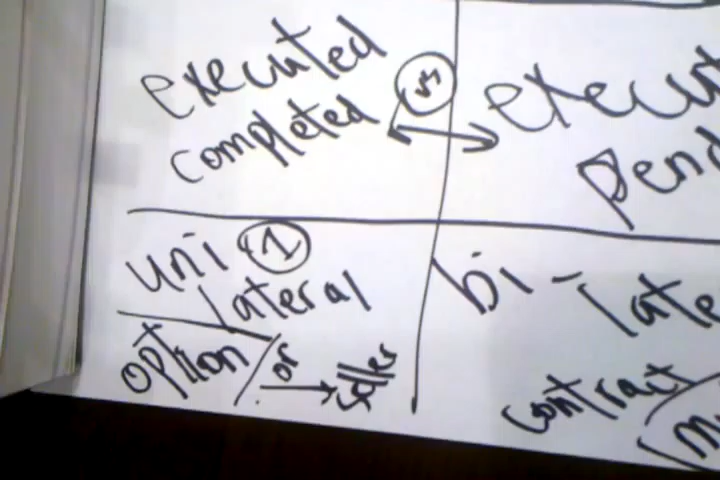 executed
completed
vs
execut
pend
uni 1
lateral
option / or → seller
bi-
late
contract